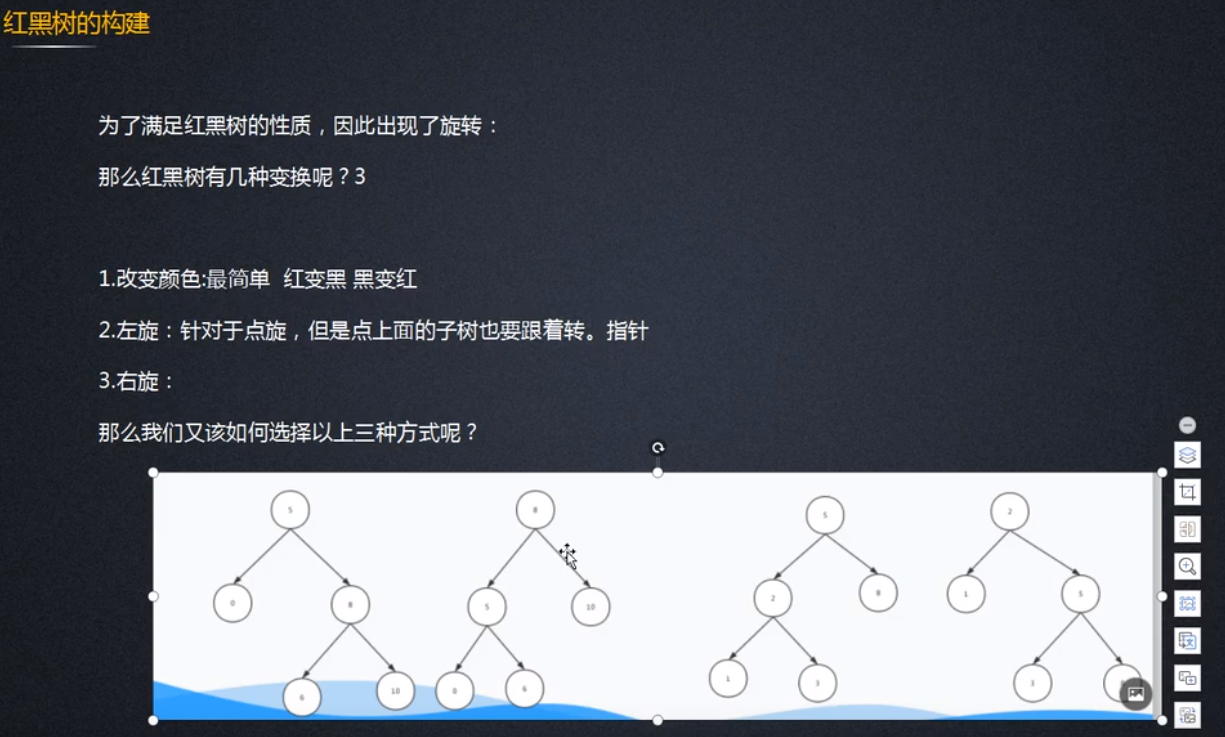 红黑树的构建
为了满足红黑树的性质，因此出现了旋转：
那么红黑树有几种变换呢？3
1.改变颜色:最简单  红变黑 黑变红
2.左旋：针对于点旋，但是点上面的子树也要跟着转。指针
3.右旋：
那么我们又该如何选择以上三种方式呢？
5 8 5 2
0 8 5 10 2 8 1 5
6 10 0 6 1 3 3